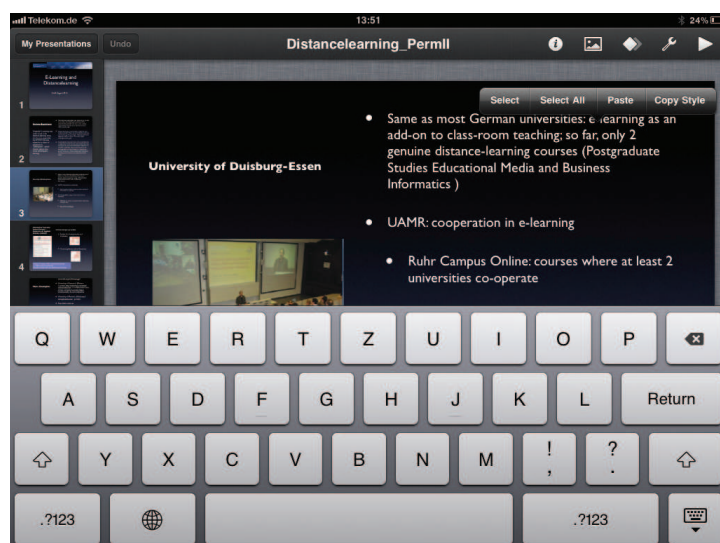 Telekom.de 13:51 24%
My Presentations Undo Distancelearning_PermII
1
E-Learning and
Distancelearning
2
3
4
Select Select All Paste Copy Style
University of Duisburg-Essen
• Same as most German universities: e learning as an
add-on to class-room teaching; so far, only 2
genuine distance-learning courses (Postgraduate
Studies Educational Media and Business
Informatics )
• UAMR: cooperation in e-learning
• Ruhr Campus Online: courses where at least 2
universities co-operate
Q W E R T Z U I O P
A S D F G H J K L Return
Y X C V B N M ! , ? .
.?123 .?123